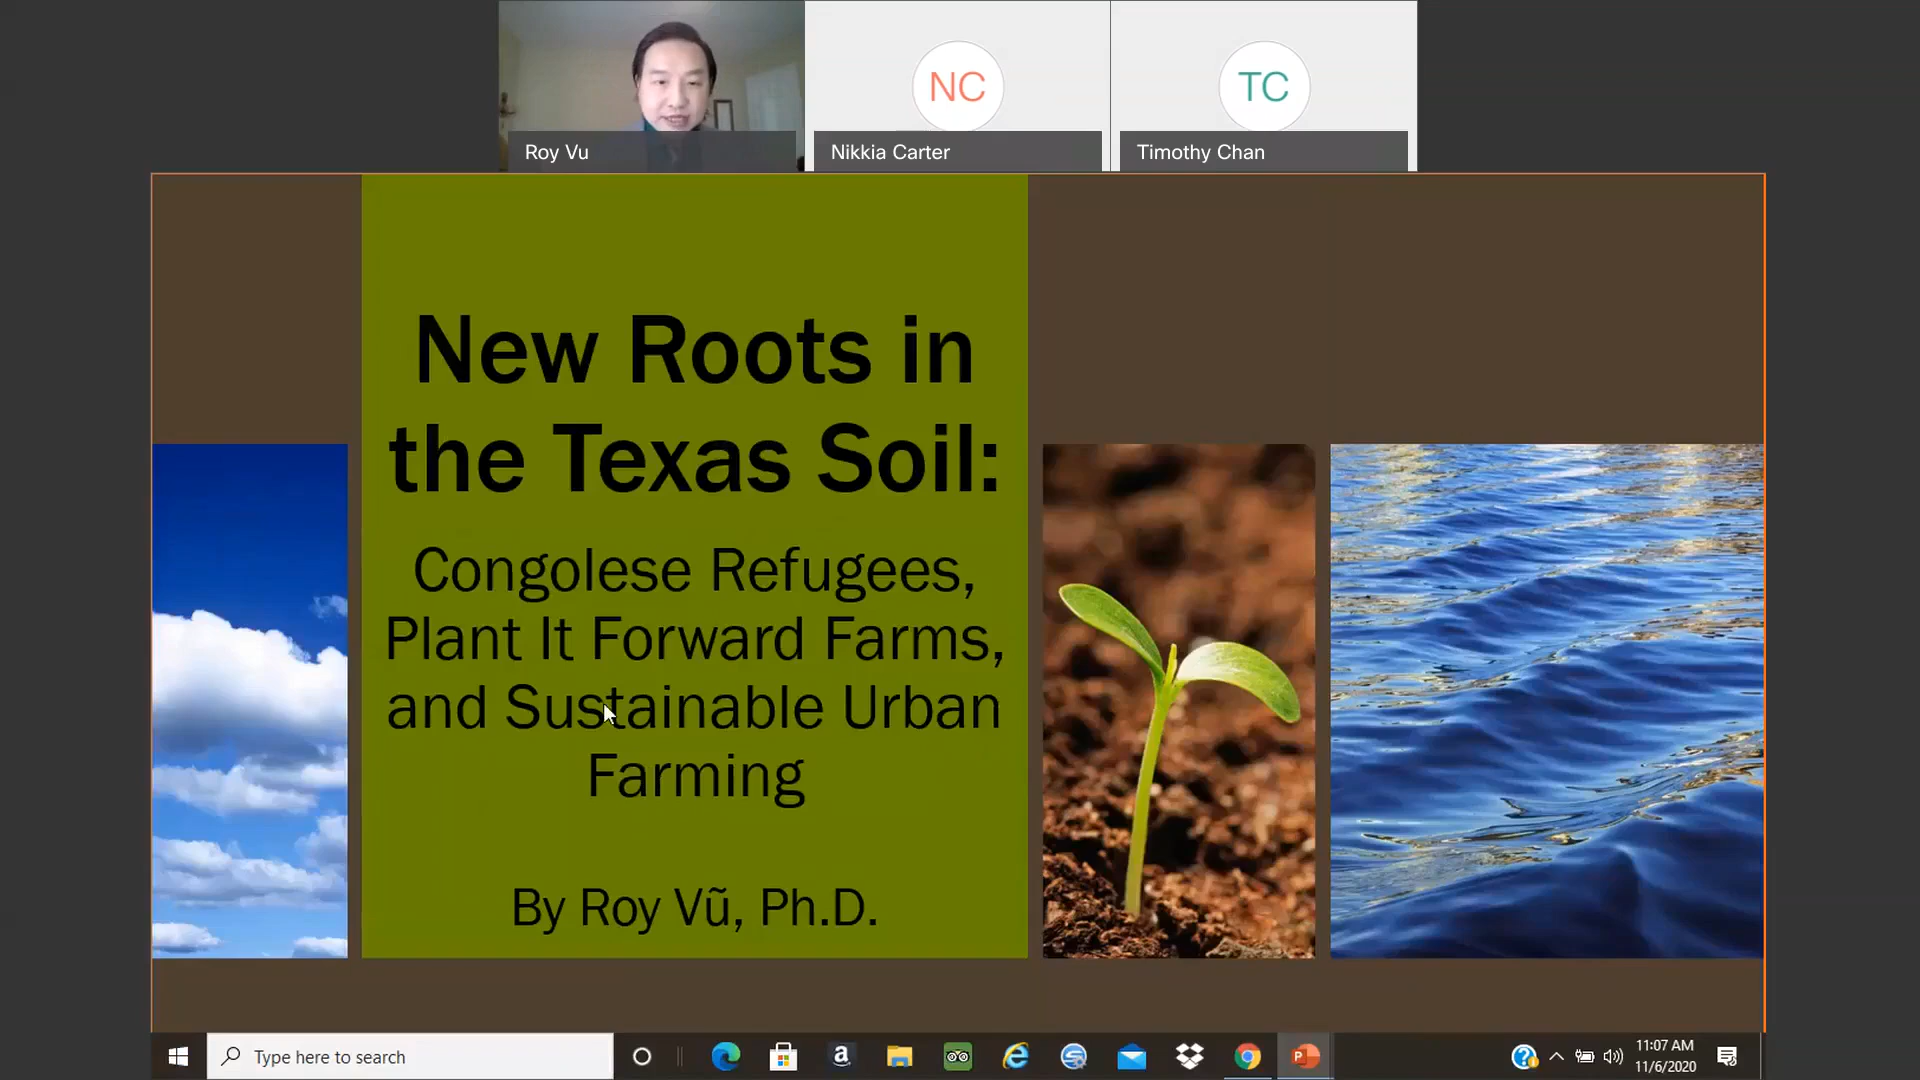 Roy Vu
NC
Nikkia Carter
TC
Timothy Chan
New Roots in
the Texas Soil:
Congolese Refugees,
Plant It Forward Farms,
and Sustainable Urban
Farming
By Roy Vũ, Ph.D.
Type here to search
11:07 AM
11/6/2020